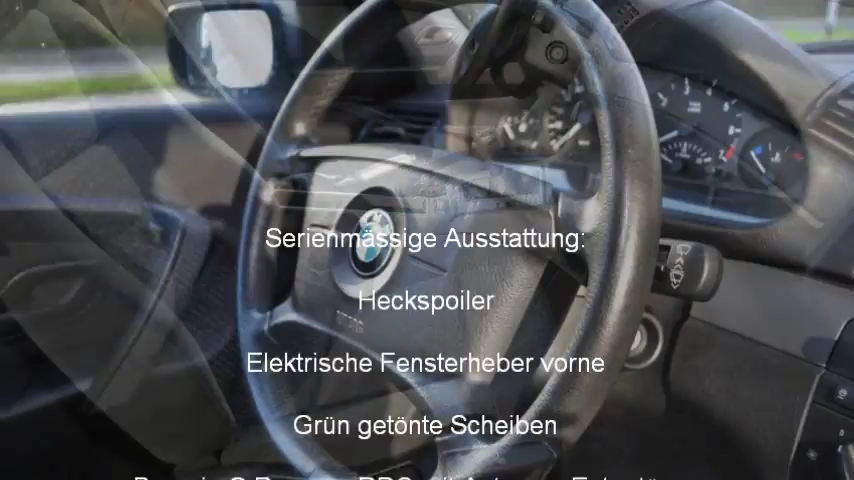 Serienmässige Ausstattung:
Heckspoiler
Elektrische Fensterheber vorne
Grün getönte Scheiben